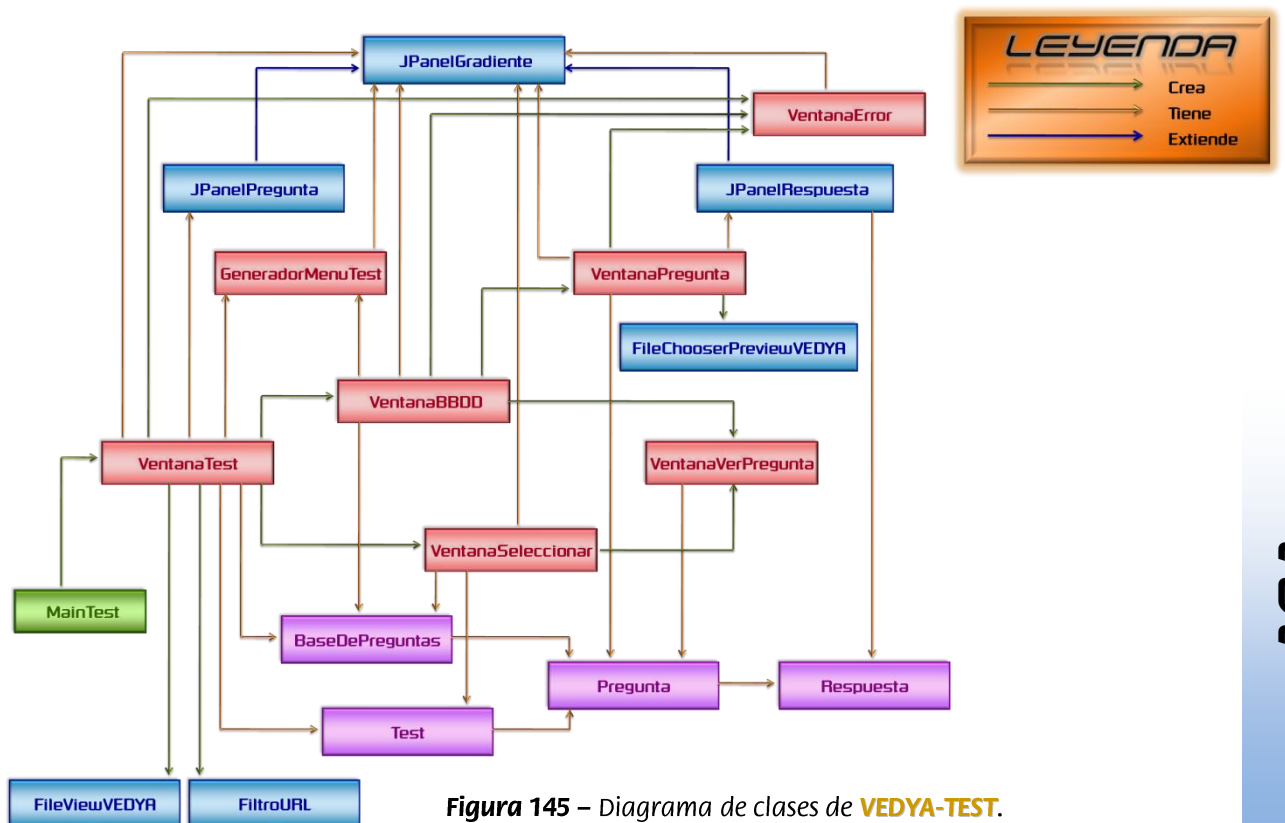 JPanelGradiente
LEYENDA
Crea
Tiene
Extiende
VentanaError
JPanelPregunta
JPanelRespuesta
GeneradorMenuTest
VentanaPregunta
FileChooserPreviewVEDYA
VentanaBBDD
VentanaTest
VentanaVerPregunta
VentanaSeleccionar
MainTest
BaseDePreguntas
Pregunta
Respuesta
Test
FileViewVEDYA
FiltroURL
Figura 145 – Diagrama de clases de VEDYA-TEST.